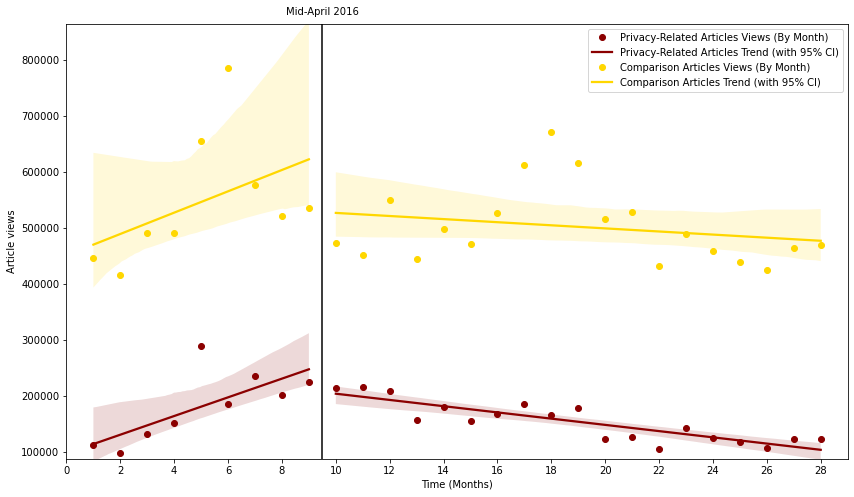 Mid-April 2016
Privacy-Related Articles Views (By Month)
Privacy-Related Articles Trend (with 95% CI)
Comparison Articles Views (By Month)
Comparison Articles Trend (with 95% CI)
800000
700000
600000
500000
400000
300000
200000
100000
Article views
0 2 4 6 8 10 12 14 16 18 20 22 24 26 28
Time (Months)